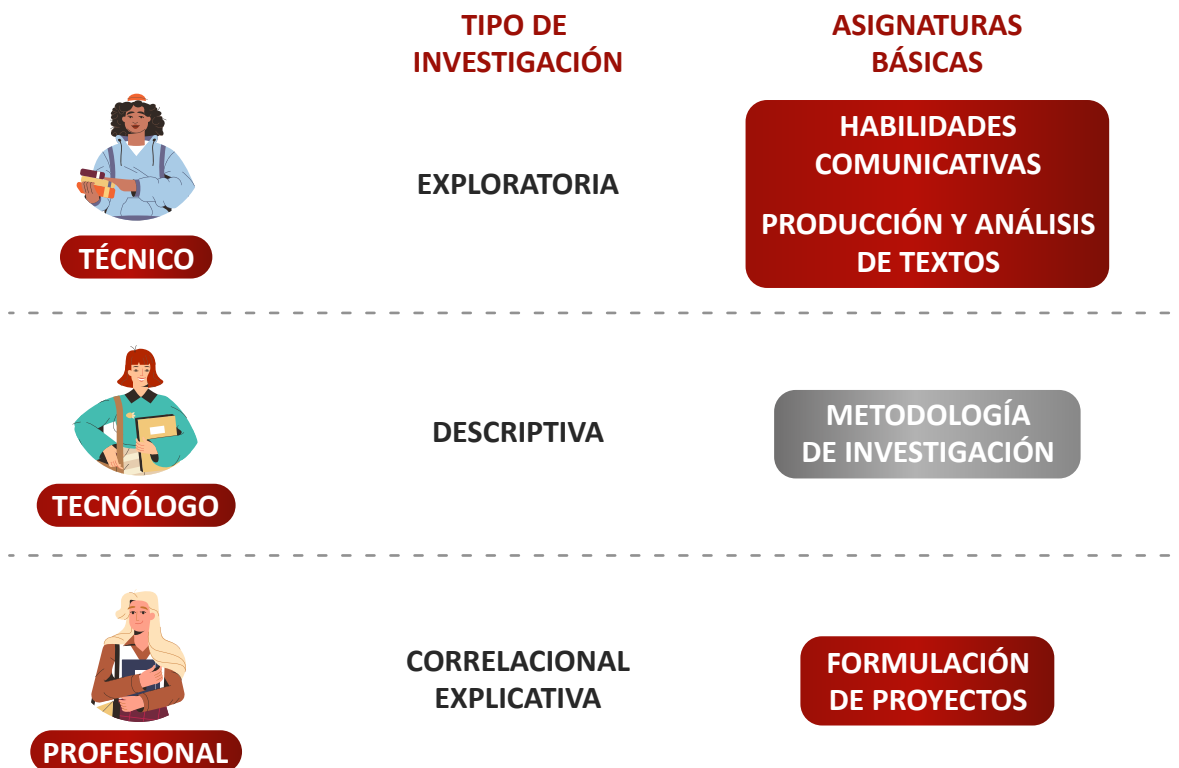 TIPO DE
INVESTIGACIÓN
ASIGNATURAS
BÁSICAS
TÉCNICO
EXPLORATORIA
HABILIDADES
COMUNICATIVAS
PRODUCCIÓN Y ANÁLISIS
DE TEXTOS
TECNÓLOGO
DESCRIPTIVA
METODOLOGÍA
DE INVESTIGACIÓN
PROFESIONAL
CORRELACIONAL
EXPLICATIVA
FORMULACIÓN
DE PROYECTOS